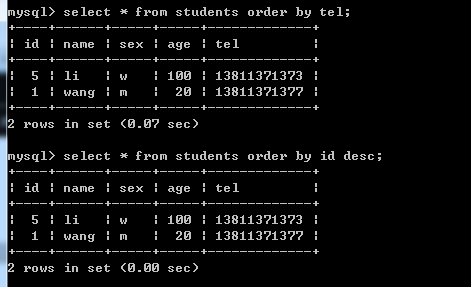 mysql> select * from students order by tel;
+----+------+-----+-----+-------------+
¦ id ¦ name ¦ sex ¦ age ¦ tel         ¦
+----+------+-----+-----+-------------+
¦  5 ¦ li   ¦ w   ¦ 100 ¦ 13811371373 ¦
¦  1 ¦ wang ¦ m   ¦  20 ¦ 13811371377 ¦
+----+------+-----+-----+-------------+
2 rows in set (0.07 sec)
mysql> select * from students order by id desc;
+----+------+-----+-----+-------------+
¦ id ¦ name ¦ sex ¦ age ¦ tel         ¦
+----+------+-----+-----+-------------+
¦  5 ¦ li   ¦ w   ¦ 100 ¦ 13811371373 ¦
¦  1 ¦ wang ¦ m   ¦  20 ¦ 13811371377 ¦
+----+------+-----+-----+-------------+
2 rows in set (0.00 sec)